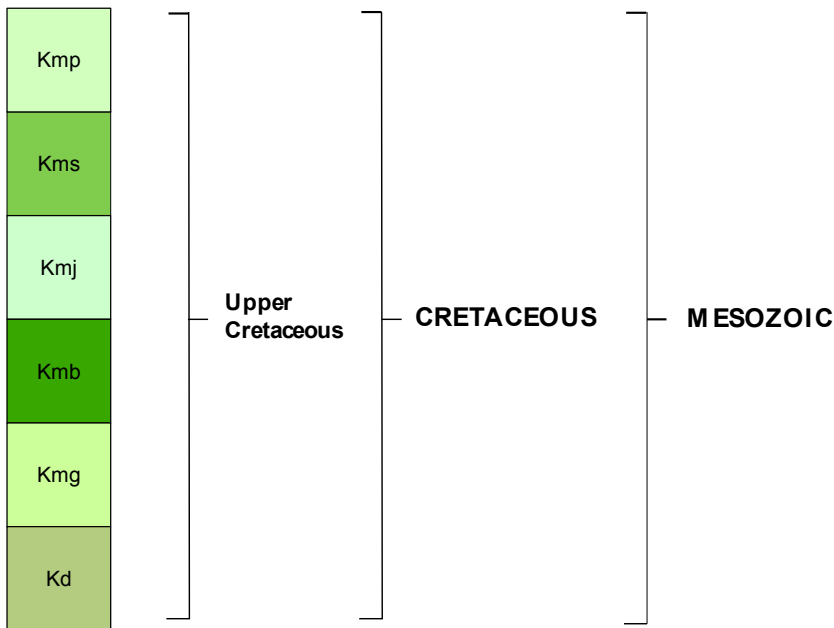 Kmp
Kms
Kmj
Kmb
Kmg
Kd
Upper
Cretaceous
CRETACEOUS
MESOZOIC